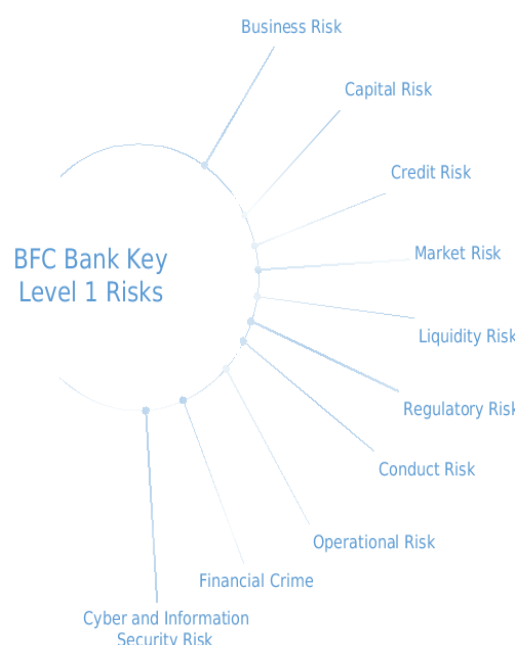 Business Risk
Capital Risk
Credit Risk
Market Risk
BFC Bank Key
Level 1 Risks
Liquidity Risk
Regulatory Risk
Conduct Risk
Operational Risk
Financial Crime
Cyber and Information
Security Risk